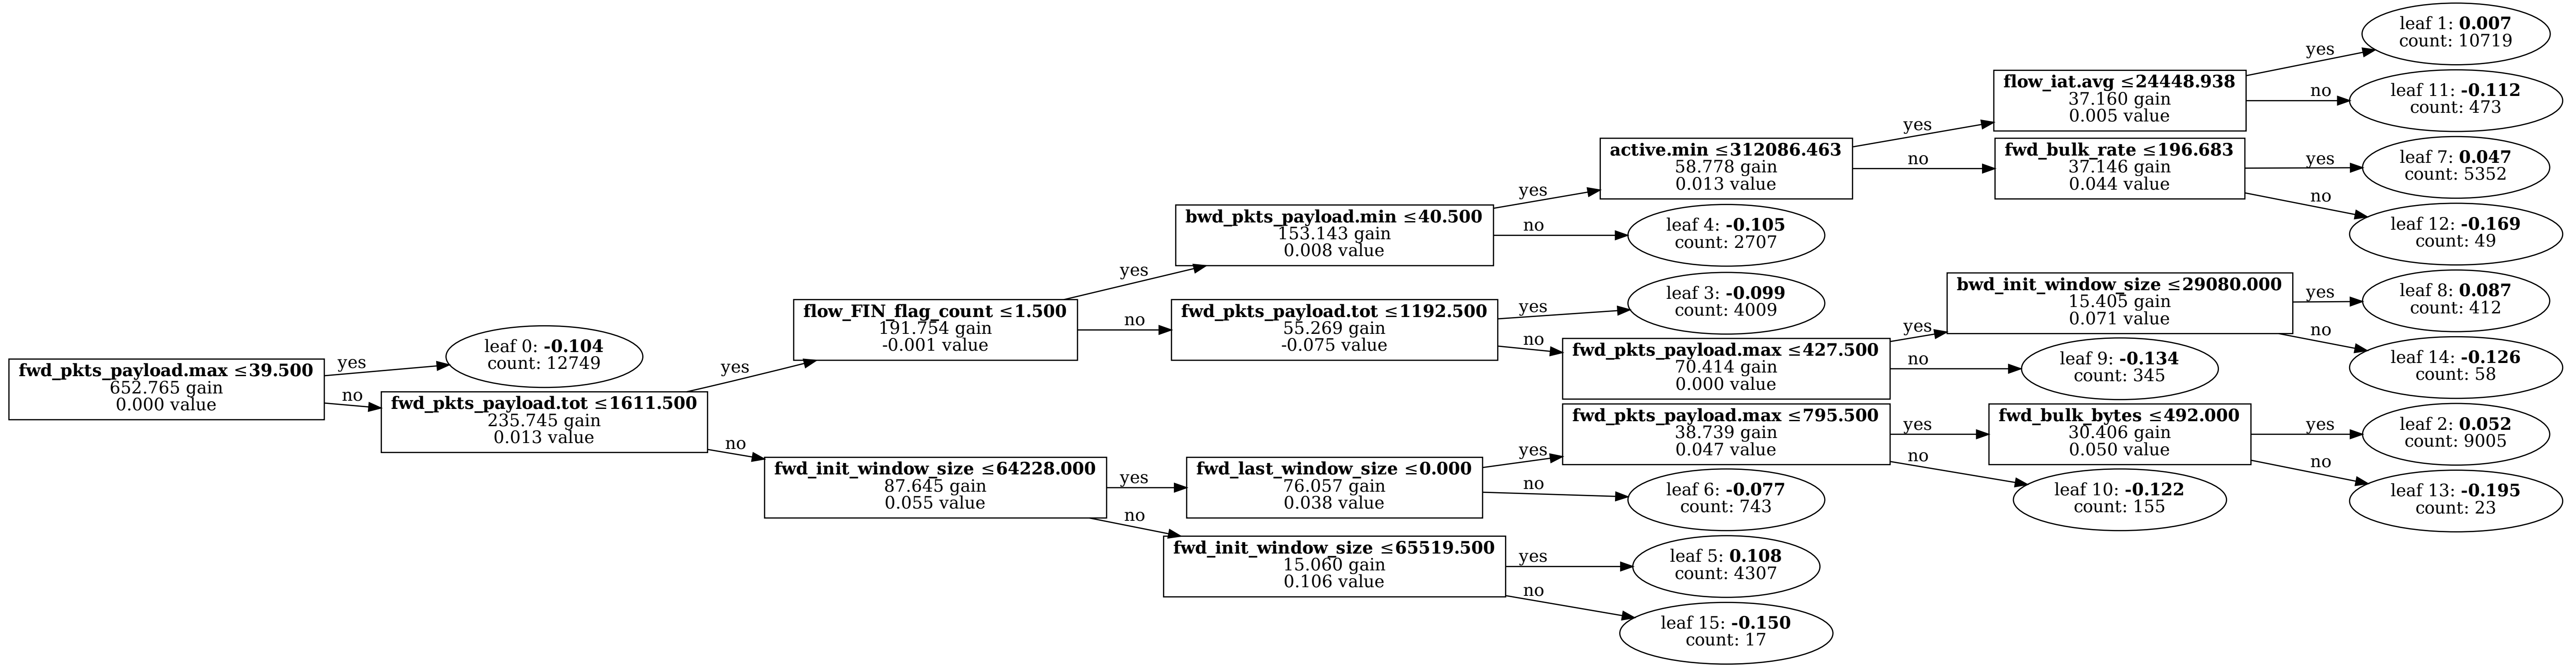 fwd_pkts_payload.max ≤39.500
652.765 gain
0.000 value
yes
no
leaf 0: -0.104
count: 12749
fwd_pkts_payload.tot ≤1611.500
235.745 gain
0.013 value
yes
no
flow_FIN_flag_count ≤1.500
191.754 gain
-0.001 value
yes
no
fwd_init_window_size ≤64228.000
87.645 gain
0.055 value
yes
no
bwd_pkts_payload.min ≤40.500
153.143 gain
0.008 value
yes
no
fwd_pkts_payload.tot ≤1192.500
55.269 gain
-0.075 value
yes
no
fwd_last_window_size ≤0.000
76.057 gain
0.038 value
yes
no
fwd_init_window_size ≤65519.500
15.060 gain
0.106 value
yes
no
active.min ≤312086.463
58.778 gain
0.013 value
yes
no
leaf 4: -0.105
count: 2707
leaf 3: -0.099
count: 4009
fwd_pkts_payload.max ≤427.500
70.414 gain
0.000 value
yes
no
fwd_pkts_payload.max ≤795.500
38.739 gain
0.047 value
yes
no
leaf 6: -0.077
count: 743
leaf 5: 0.108
count: 4307
leaf 15: -0.150
count: 17
flow_iat.avg ≤24448.938
37.160 gain
0.005 value
yes
no
fwd_bulk_rate ≤196.683
37.146 gain
0.044 value
yes
no
bwd_init_window_size ≤29080.000
15.405 gain
0.071 value
yes
no
leaf 9: -0.134
count: 345
fwd_bulk_bytes ≤492.000
30.406 gain
0.050 value
yes
no
leaf 10: -0.122
count: 155
leaf 1: 0.007
count: 10719
leaf 11: -0.112
count: 473
leaf 7: 0.047
count: 5352
leaf 12: -0.169
count: 49
leaf 8: 0.087
count: 412
leaf 14: -0.126
count: 58
leaf 2: 0.052
count: 9005
leaf 13: -0.195
count: 23